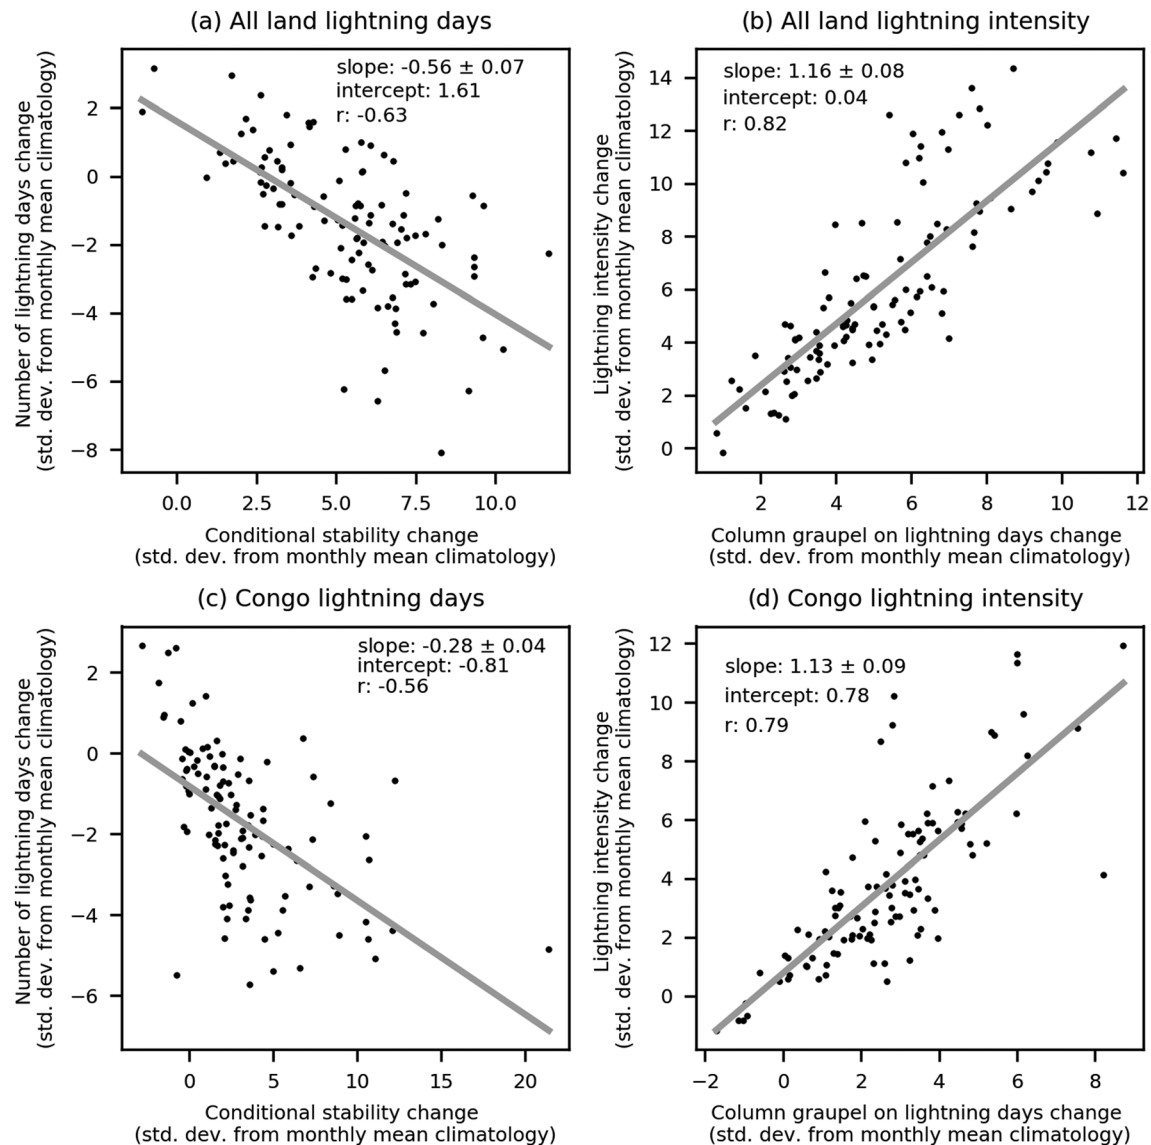 (a) All land lightning days
slope: -0.56 ± 0.07
intercept: 1.61
r: -0.63
Number of lightning days change
(std. dev. from monthly mean climatology)
2
0
−2
−4
−6
−8
0.0 2.5 5.0 7.5 10.0
Conditional stability change
(std. dev. from monthly mean climatology)
(b) All land lightning intensity
slope: 1.16 ± 0.08
intercept: 0.04
r: 0.82
Lightning intensity change
(std. dev. from monthly mean climatology)
14
12
10
8
6
4
2
0
2 4 6 8 10 12
Column graupel on lightning days change
(std. dev. from monthly mean climatology)
(c) Congo lightning days
slope: -0.28 ± 0.04
intercept: -0.81
r: -0.56
Number of lightning days change
(std. dev. from monthly mean climatology)
2
0
−2
−4
−6
0 5 10 15 20
Conditional stability change
(std. dev. from monthly mean climatology)
(d) Congo lightning intensity
slope: 1.13 ± 0.09
intercept: 0.78
r: 0.79
Lightning intensity change
(std. dev. from monthly mean climatology)
12
10
8
6
4
2
0
−2 0 2 4 6 8
Column graupel on lightning days change
(std. dev. from monthly mean climatology)